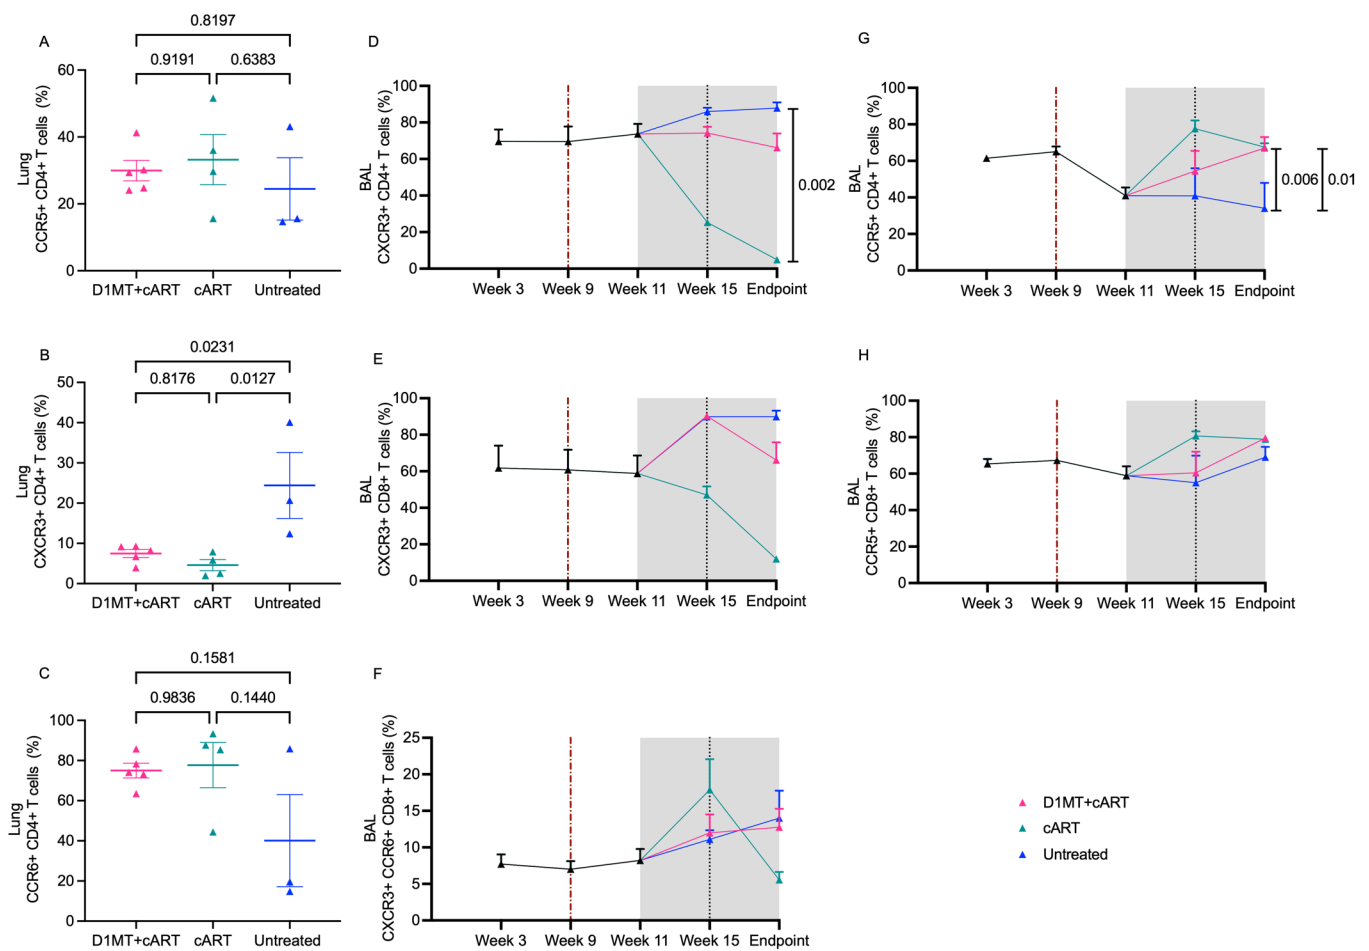 A
0.8197
0.9191
0.6383
Lung
CCR5+ CD4+ T cells (%)
60
40
20
0
D1MT+cART
cART
Untreated
D
BAL
CXCR3+ CD4+ T cells (%)
100
80
60
40
20
0
0.002
Week 3
Week 9
Week 11
Week 15
Endpoint
G
BAL
CCR5+ CD4+ T cells (%)
100
80
60
40
20
0
0.006
0.01
Week 3
Week 9
Week 11
Week 15
Endpoint
B
0.0231
0.8176
0.0127
Lung
CXCR3+ CD4+ T cells (%)
50
40
30
20
10
0
D1MT+cART
cART
Untreated
E
BAL
CXCR3+ CD8+ T cells (%)
100
80
60
40
20
0
Week 3
Week 9
Week 11
Week 15
Endpoint
H
BAL
CCR5+ CD8+ T cells (%)
100
80
60
40
20
0
Week 3
Week 9
Week 11
Week 15
Endpoint
C
0.1581
0.9836
0.1440
Lung
CCR6+ CD4+ T cells (%)
100
80
60
40
20
0
D1MT+cART
cART
Untreated
F
BAL
CXCR3+ CCR6+ CD8+ T cells (%)
25
20
15
10
5
0
Week 3
Week 9
Week 11
Week 15
Endpoint
D1MT+cART
cART
Untreated